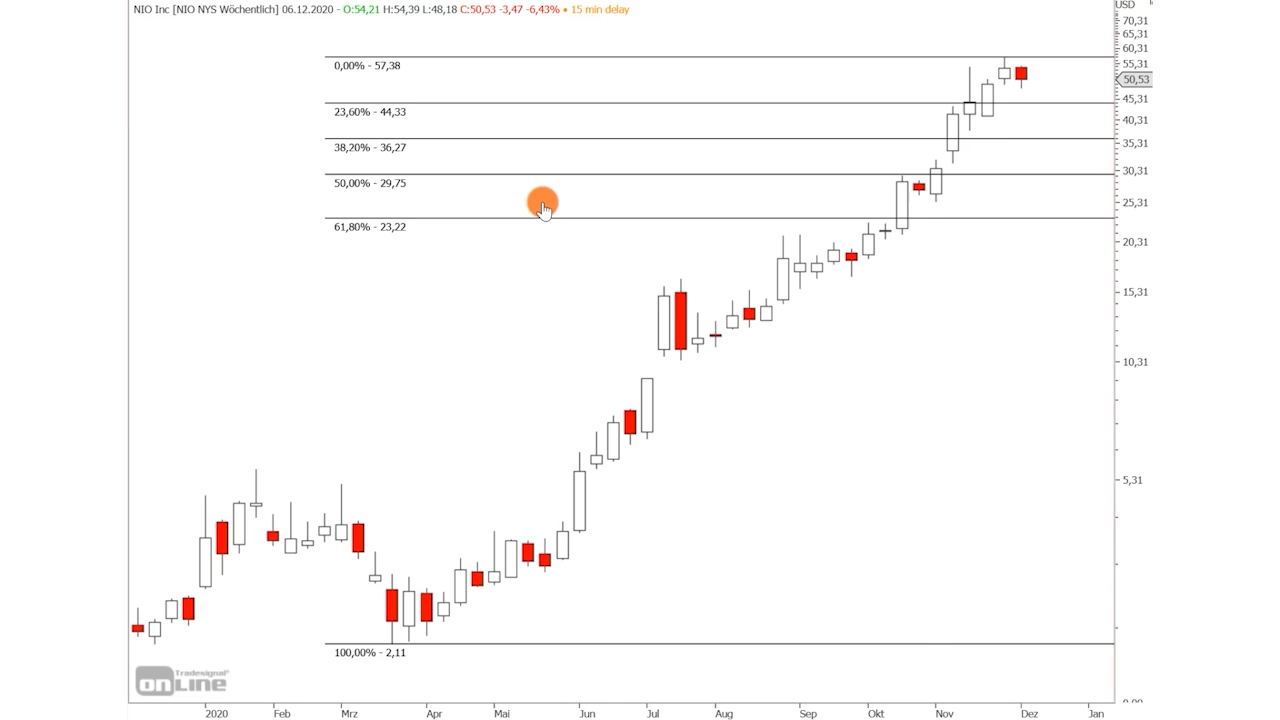 NIO Inc [NIO NYS Wöchentlich] 06.12.2020 - O:54,21 H:54,39 L:48,18 C:50,53 -3,47 -6,43% • 15 min delay
USD
70,31
65,31
60,31
0,00% - 57,38
55,31
50,53
45,31
23,60% - 44,33
40,31
38,20% - 36,27
35,31
30,31
50,00% - 29,75
25,31
61,80% - 23,22
20,31
15,31
10,31
5,31
100,00% - 2,11
Tradesignal®
onLine
2020 Feb Mrz Apr Mai Jun Jul Aug Sep Okt Nov Dez Jan